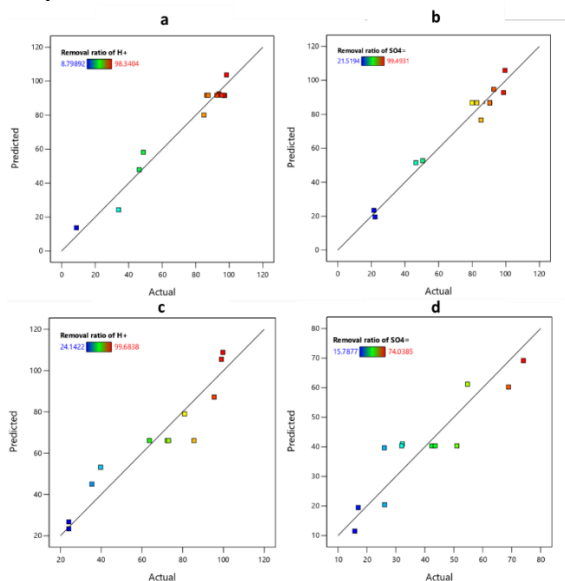 a
Removal ratio of H+
8.79892 98.3404
120
100
80
60
40
20
0
Predicted
0 20 40 60 80 100 120
Actual
b
Removal ratio of SO4=
21.5194 99.4931
120
100
80
60
40
20
0
Predicted
0 20 40 60 80 100 120
Actual
c
Removal ratio of H+
24.1422 99.6838
120
100
80
60
40
20
Predicted
20 40 60 80 100 120
Actual
d
Removal ratio of SO4=
15.7877 74.0385
80
70
60
50
40
30
20
10
Predicted
10 20 30 40 50 60 70 80
Actual